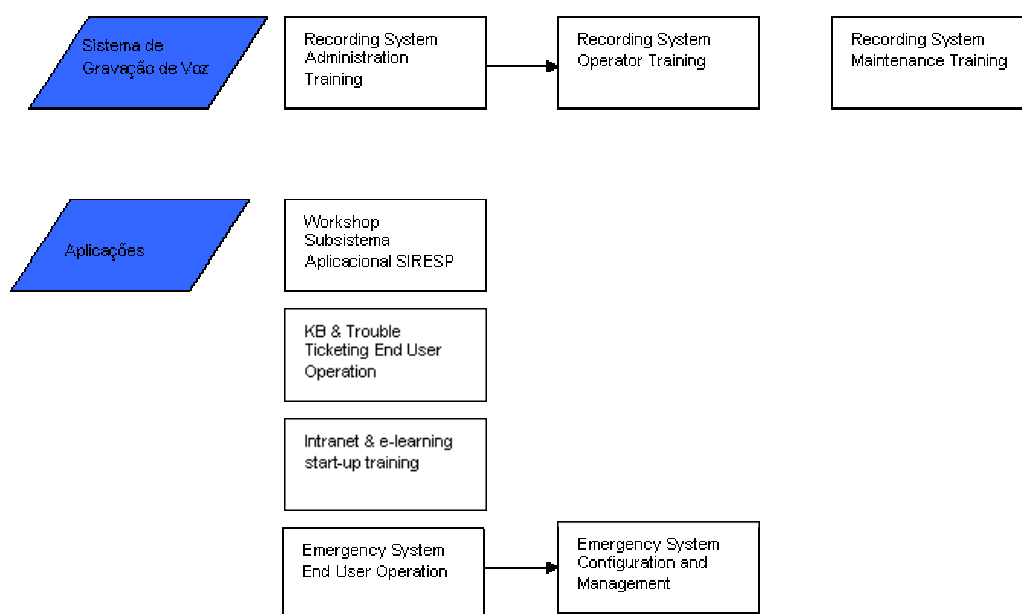 Sistema de
Gravação de Voz
Recording System
Administration
Training
Recording System
Operator Training
Recording System
Maintenance Training
Aplicações
Workshop
Subsistema
Aplicacional SIRESP
KB & Trouble
Ticketing End User
Operation
Intranet & e-learning
start-up training
Emergency System
End User Operation
Emergency System
Configuration and
Management